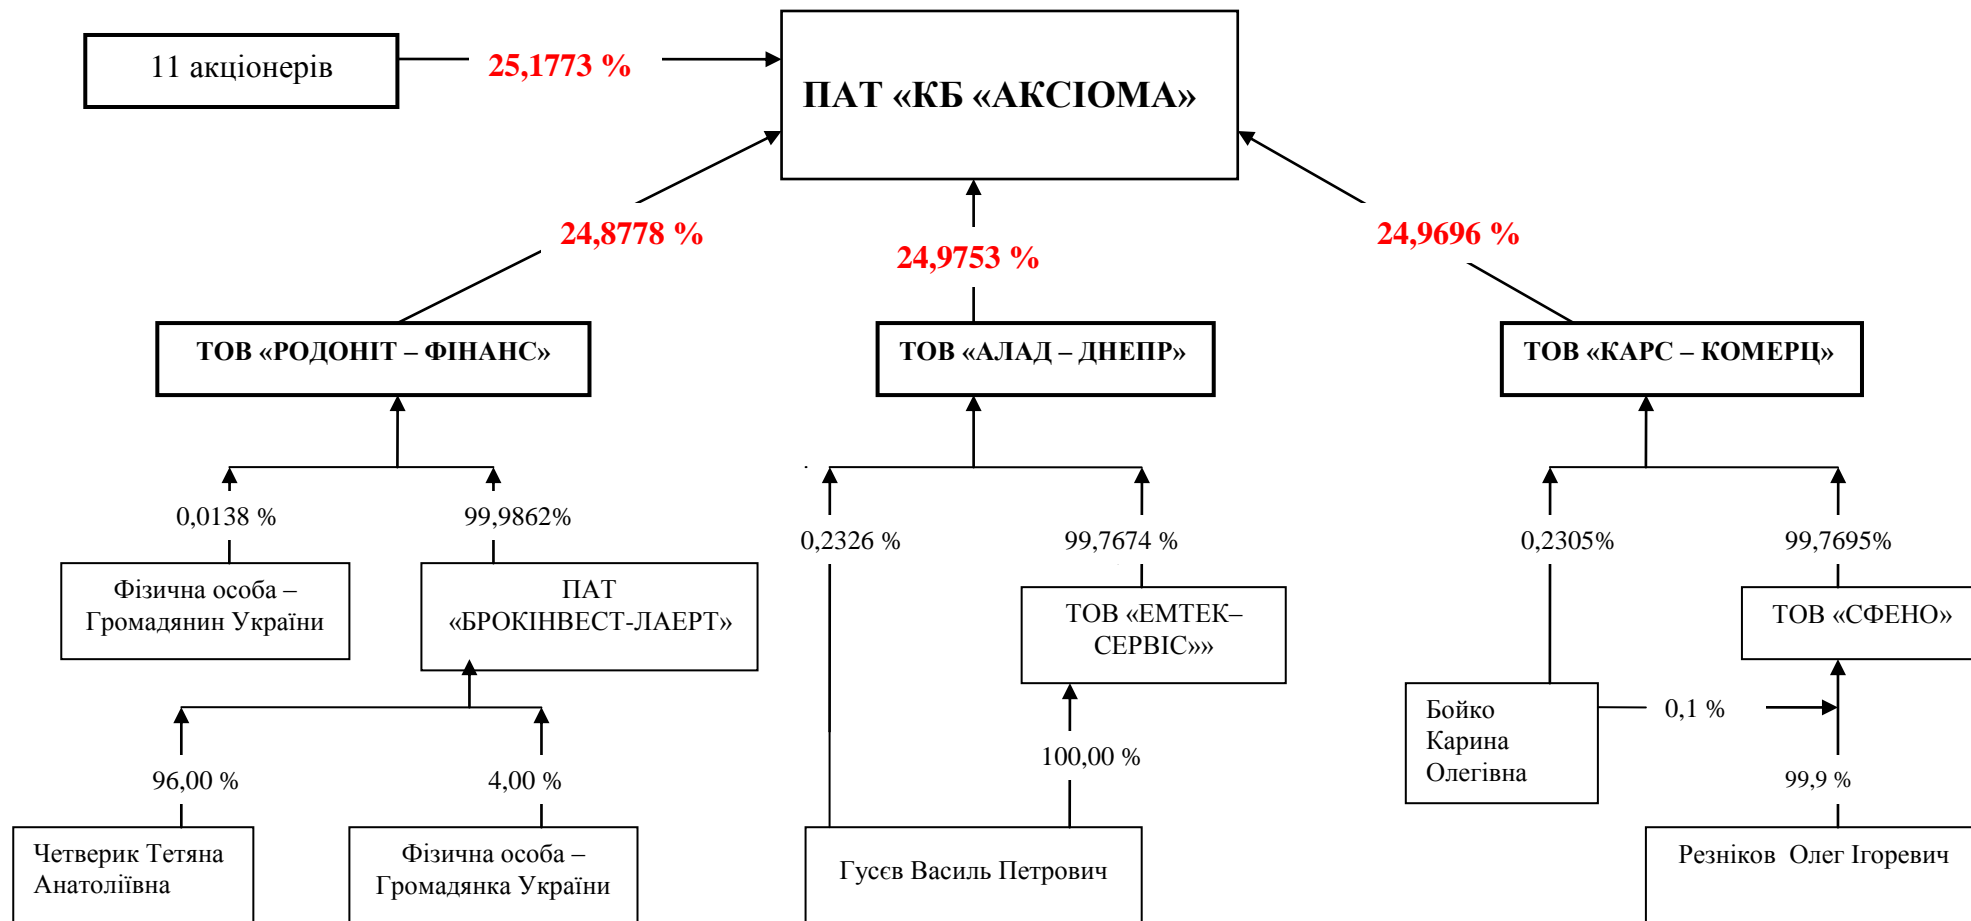 11 акціонерів
25,1773 %
ПАТ «КБ «АКСІОМА»
24,8778 %
24,9753 %
24,9696 %
ТОВ «РОДОНІТ – ФІНАНС»
ТОВ «АЛАД – ДНЕПР»
ТОВ «КАРС – КОМЕРЦ»
0,0138 %
99,9862%
0,2326 %
99,7674 %
0,2305%
99,7695%
Фізична особа –
Громадянин України
ПАТ
«БРОКІНВЕСТ-ЛАЕРТ»
ТОВ «ЕМТЕК–
СЕРВІС»»
ТОВ «СФЕНО»
Бойко
Карина
Олегівна
0,1 %
96,00 %
4,00 %
100,00 %
99,9 %
Четверик Тетяна
Анатоліївна
Фізична особа –
Громадянка України
Гусєв Василь Петрович
Резніков  Олег Ігоревич